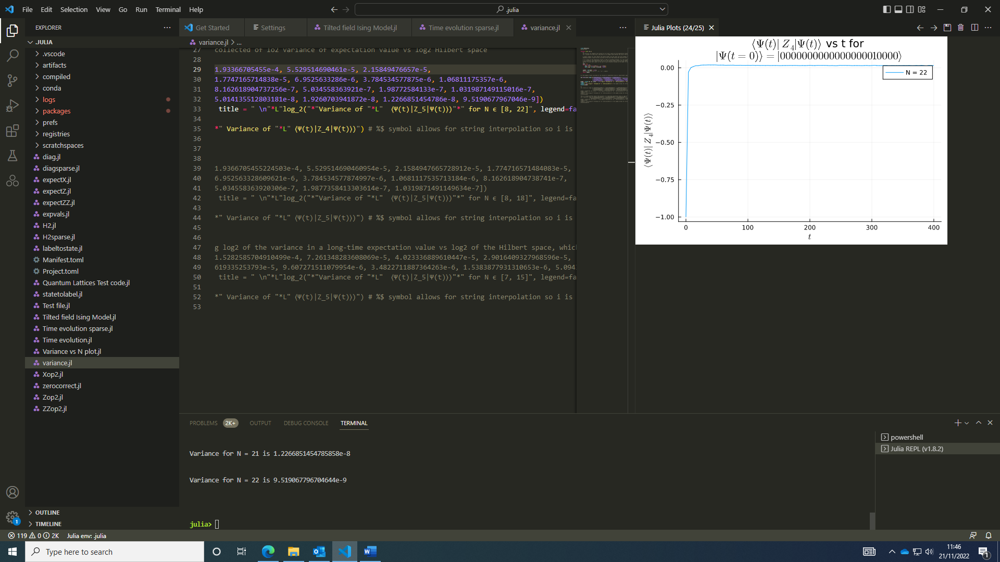 File Edit Selection View Go Run Terminal Help
.julia
EXPLORER
Get Started
Settings
Tilted field Ising Model.jl
Time evolution sparse.jl
variance.jl
Julia Plots (24/25)
JULIA
.vscode
artifacts
compiled
conda
logs
packages
prefs
registries
scratchspaces
diag.jl
diagsparse.jl
expectX.jl
expectZ.jl
expectZZ.jl
expvals.jl
H2.jl
H2sparse.jl
labeltostate.jl
Manifest.toml
Project.toml
Quantum Lattices Test code.jl
statetolabel.jl
Test file.jl
Tilted field Ising Model.jl
Time evolution sparse.jl
Time evolution.jl
Variance vs N plot.jl
variance.jl
Xop2.jl
zerocorrect.jl
Zop2.jl
ZZop2.jl
OUTLINE
TIMELINE
variance.jl > ...
27 collected of lo2 variance of expectation value vs log2 Hilbert space
28
29 1.93366705455e-4, 5.529514690461e-5, 2.15849476657e-5,
30 1.7747165714838e-5, 6.9525633286e-6, 3.784534577875e-6, 1.06811175357e-6,
31 8.162618904737256e-7, 5.034558363921e-7, 1.98772584133e-7, 1.031987149115016e-7,
32 5.014135512803181e-8, 1.9260703941872e-8, 1.2266851454786e-8, 9.5190677967046e-9])
33 title = " \n"*L"log_2("*"Variance of "*L" ⟨Ψ(t)|Z_5|Ψ(t)⟩)"*" for N ϵ [8, 22]", legend=fa
34
35 *" Variance of "*L" ⟨Ψ(t)|Z_4|Ψ(t)⟩)") # %$ symbol allows for string interpolation so i is
36
37
38
39 1.9366705455224503e-4, 5.529514690460954e-5, 2.1584947665728912e-5, 1.774716571484083e-5,
40 6.952563328609621e-6, 3.784534577874997e-6, 1.0681117535713184e-6, 8.162618904738741e-7,
41 5.034558363920306e-7, 1.9877358413303614e-7, 1.0319871491149634e-7])
42 title = " \n"*L"log_2("*"Variance of "*L" ⟨Ψ(t)|Z_5|Ψ(t)⟩)"*" for N ϵ [8, 18]", legend=fa
43
44 *" Variance of "*L" ⟨Ψ(t)|Z_5|Ψ(t)⟩)") # %$ symbol allows for string interpolation so i is
45
46
47 g log2 of the variance in a long-time expectation value vs log2 of the Hilbert space, which
48 1.5282585704910499e-4, 7.261348283608069e-5, 4.023336889610447e-5, 2.9016409327968596e-5,
49 619335253793e-5, 9.607271511079954e-6, 3.4822711887364263e-6, 1.5383877931310653e-6, 5.094
50 title = " \n"*L"log_2("*"Variance of "*L" ⟨Ψ(t)|Z_5|Ψ(t)⟩)"*" for N ϵ [7, 15]", legend=fa
51
52 *" Variance of "*L" ⟨Ψ(t)|Z_5|Ψ(t)⟩)") # %$ symbol allows for string interpolation so i is
53
⟨Ψ(t)| Z₄|Ψ(t)⟩ vs t for
|Ψ(t = 0)⟩ = |0000000000000000010000⟩
N = 22
0.00
−0.25
−0.50
−0.75
−1.00
⟨Ψ(t)| Z₄|Ψ(t)⟩
0 100 200 300 400
t
PROBLEMS 2K+ OUTPUT DEBUG CONSOLE TERMINAL
Variance for N = 21 is 1.2266851454785858e-8
Variance for N = 22 is 9.519067796704644e-9
julia>
powershell
Julia REPL (v1.8.2)
1
119 0 2K Julia env: .julia
Type here to search
11:46
21/11/2022
1